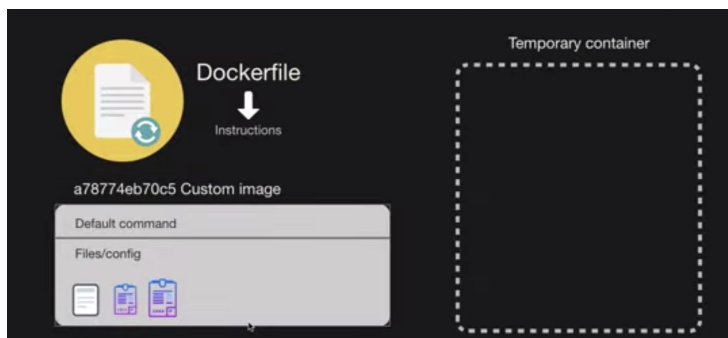 Dockerfile
Instructions
a78774eb70c5 Custom image
Default command
Files/config
Temporary container